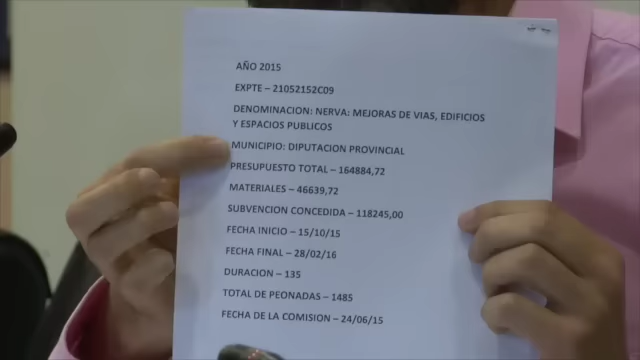 AÑO 2015
EXPTE – 21052152C09
DENOMINACION: NERVA: MEJORAS DE VIAS, EDIFICIOS
Y ESPACIOS PUBLICOS
MUNICIPIO: DIPUTACION PROVINCIAL
PRESUPUESTO TOTAL – 164884,72
MATERIALES – 46639,72
SUBVENCION CONCEDIDA – 118245,00
FECHA INICIO – 15/10/15
FECHA FINAL – 28/02/16
DURACION – 135
TOTAL DE PEONADAS – 1485
FECHA DE LA COMISION – 24/06/15